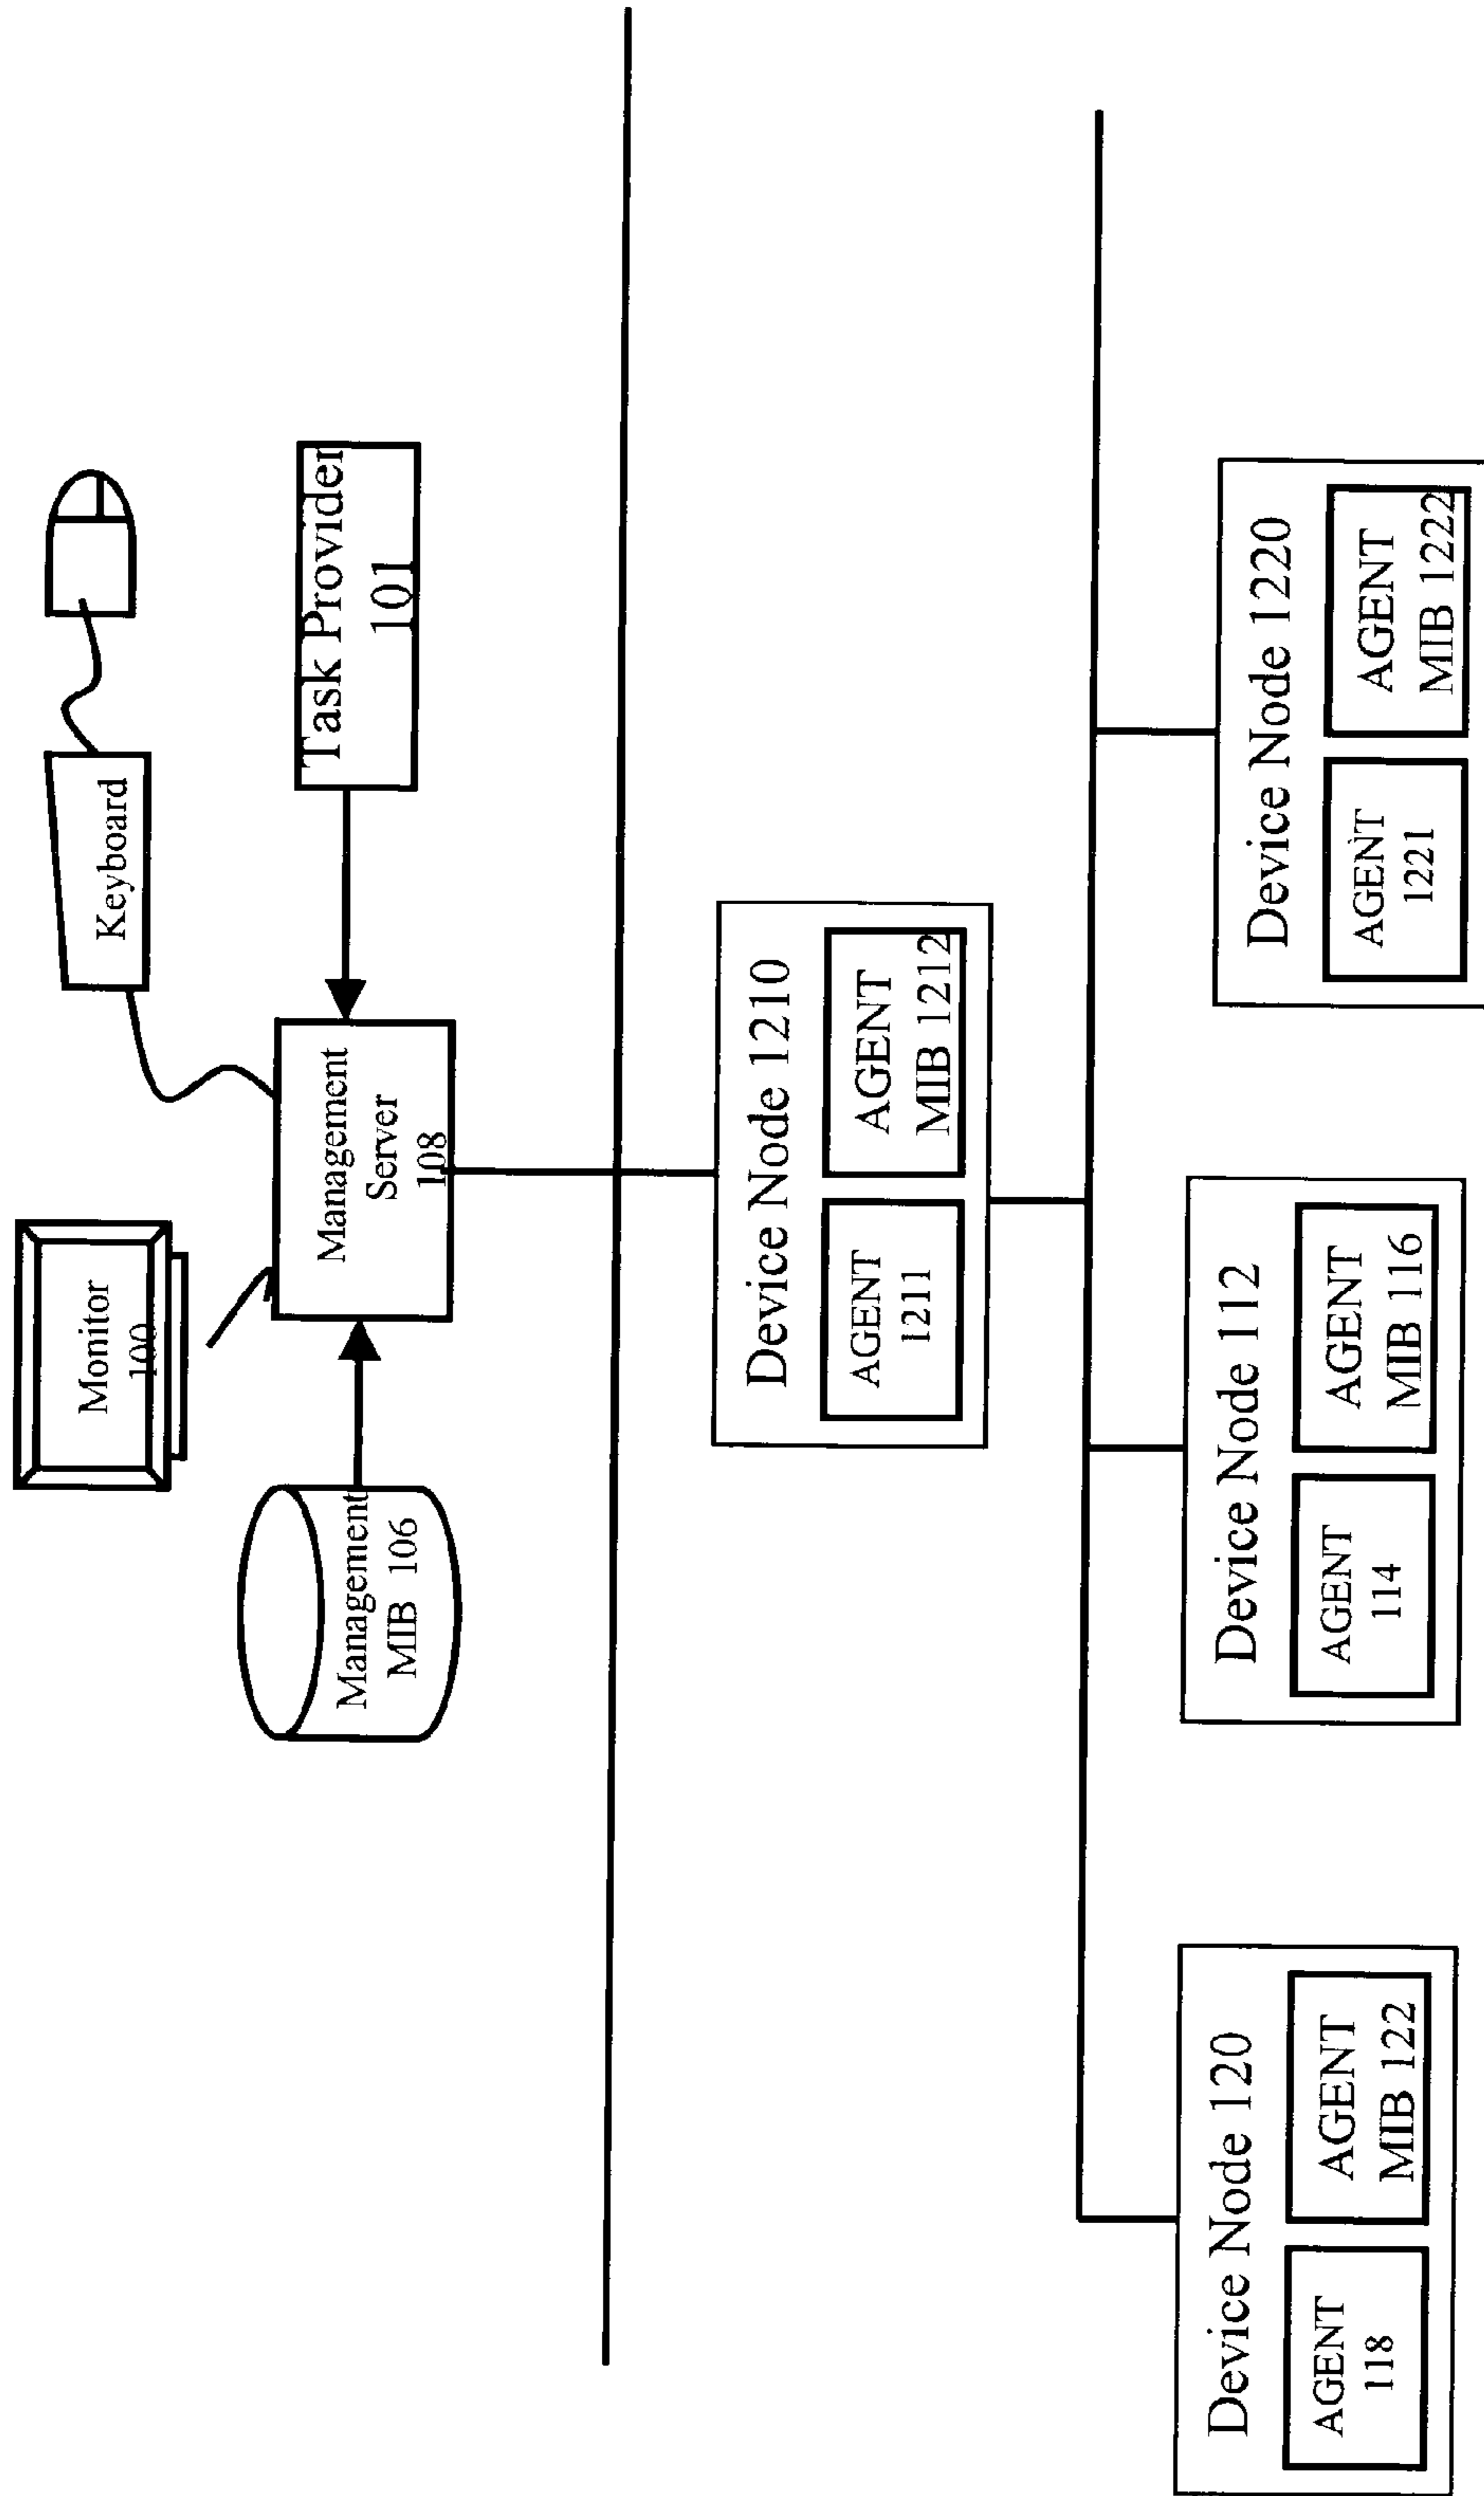 Monitor
100
Keyboard
Management
MIB 106
Management
Server
108
Task Provider
101
Device Node 1210
AGENT
1211
AGENT
MIB 1212
Device Node 120
AGENT
118
AGENT
MIB 122
Device Node 112
AGENT
114
AGENT
MIB 116
Device Node 1220
AGENT
1221
AGENT
MIB 1222